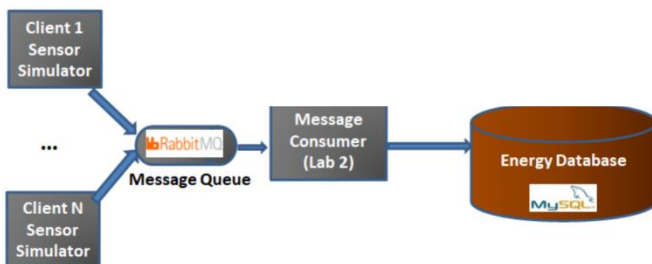 Client 1
Sensor
Simulator
...
RabbitMQ
Message Queue
Message
Consumer
(Lab 2)
Energy Database
MySQL
Client N
Sensor
Simulator